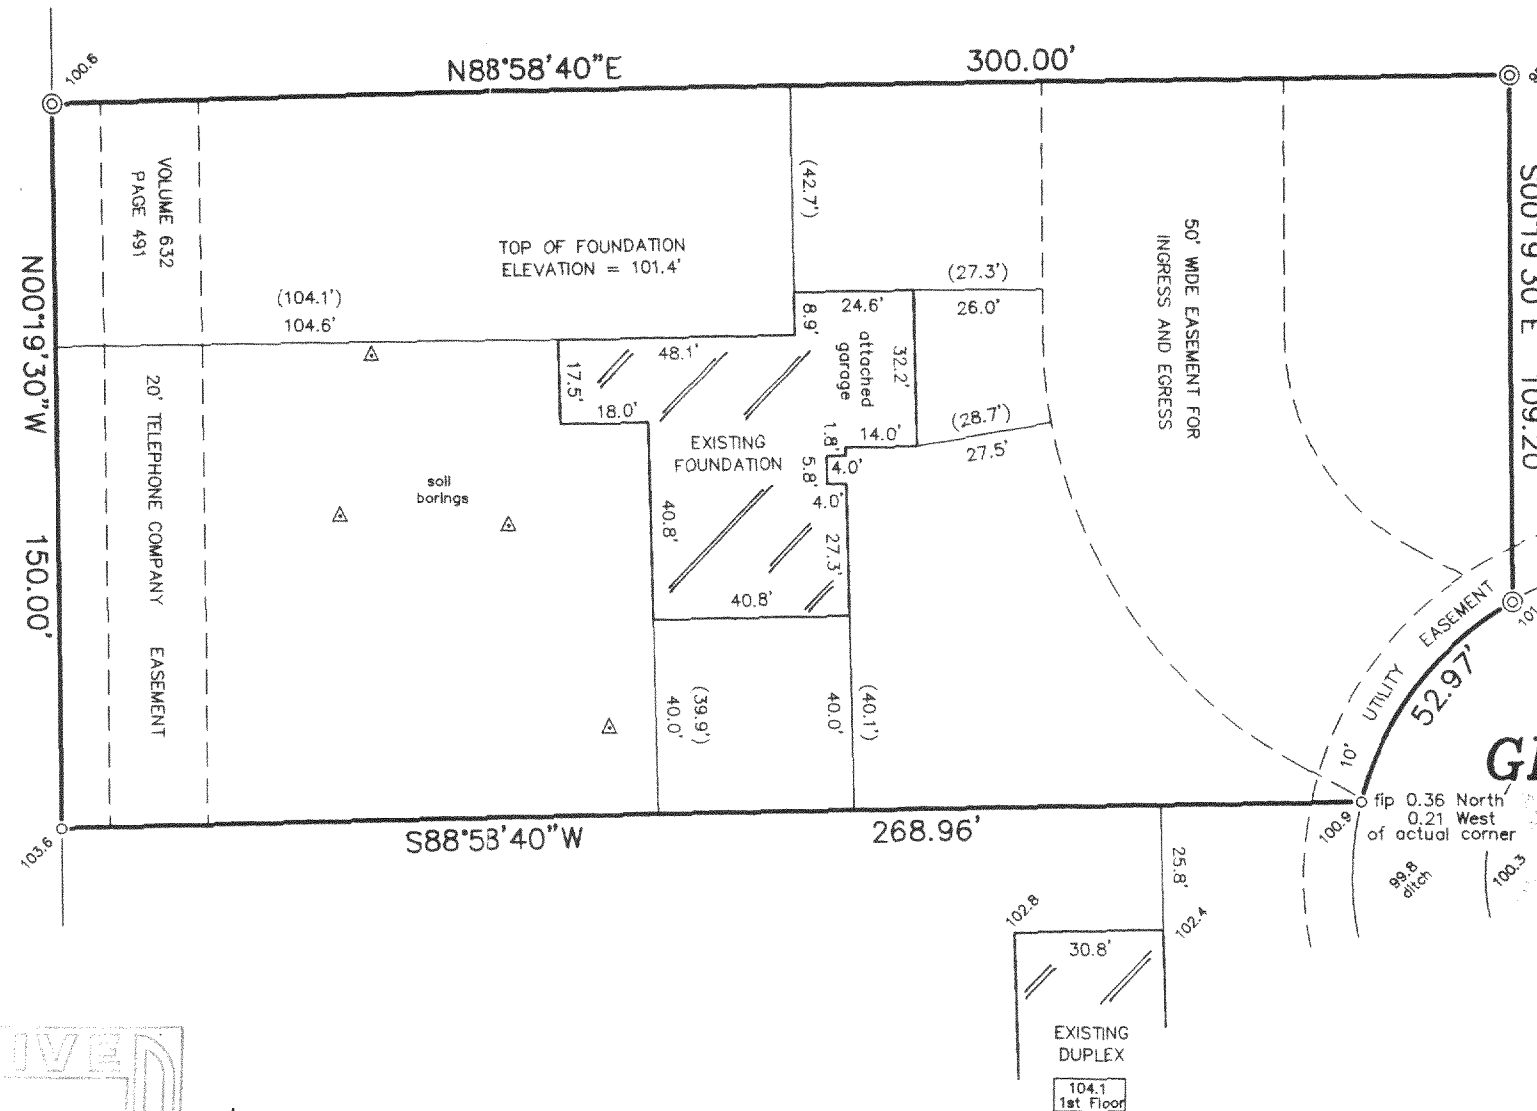 100.6
N88°58'40"E
300.00'
VOLUME 632
PAGE 491
(42.7')
TOP OF FOUNDATION
ELEVATION = 101.4'
50' WIDE EASEMENT FOR
INGRESS AND EGRESS
N00°19'30"W
150.00'
(104.1')
104.6'
(27.3')
26.0'
24.6'
8.9'
attached
garage
32.2'
48.1'
17.5'
18.0'
1.8'
14.0'
(28.7')
27.5'
EXISTING
FOUNDATION
5.8'
4.0'
4.0'
20' TELEPHONE COMPANY EASEMENT
soil
borings
40.8'
27.3'
40.8'
109.20
10' UTILITY EASEMENT
52.97'
(39.9')
40.0'
40.0'
(40.1')
103.6
S88°58'40"W
268.96'
100.9
fip 0.36 North
0.21 West
of actual corner
99.8
ditch
100.3
25.8'
102.8
102.4
30.8'
EXISTING
DUPLEX
104.1
1st Floor